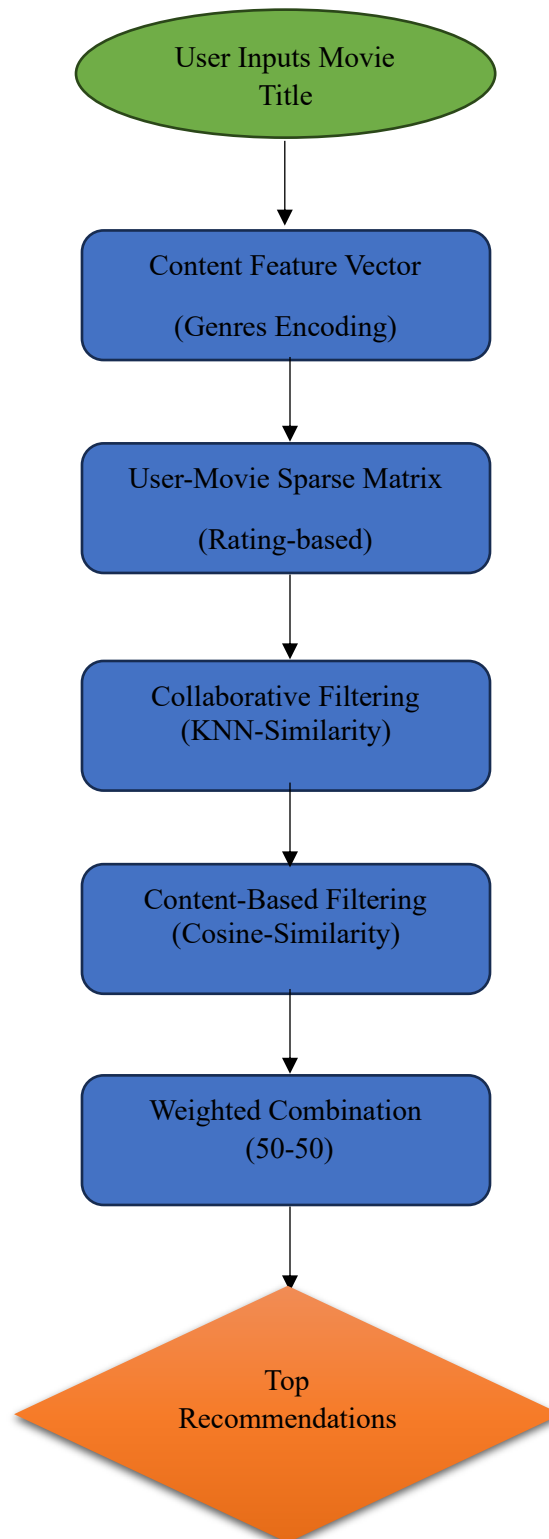 User Inputs Movie
Title
Content Feature Vector
(Genres Encoding)
User-Movie Sparse Matrix
(Rating-based)
Collaborative Filtering
(KNN-Similarity)
Content-Based Filtering
(Cosine-Similarity)
Weighted Combination
(50-50)
Top
Recommendations